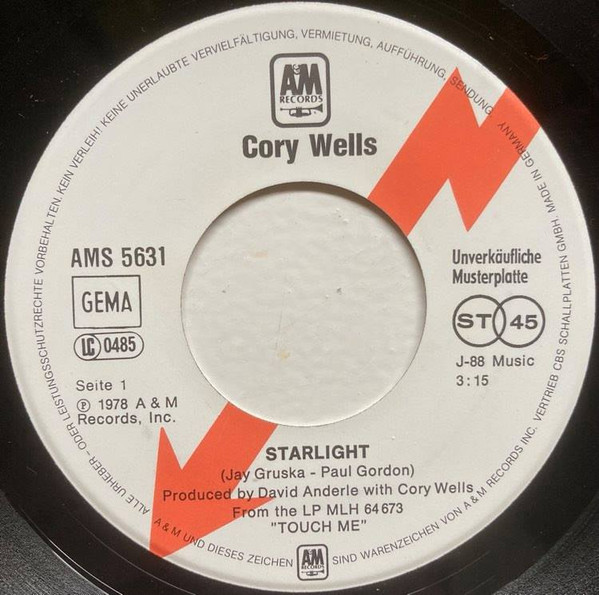 ALLE URHEBER- ODER LEISTUNGSSCHUTZRECHTE VORBEHALTEN. KEIN VERLEIH! KEINE UNERLAUBTE VERVIELFÄLTIGUNG, VERMIETUNG, AUFFÜHRUNG, SENDUNG
A&M
RECORDS
Cory Wells
AMS 5631
GEMA
LC 0485
Seite 1
Ⓟ 1978 A & M
Records, Inc.
Unverkäufliche
Musterplatte
ST 45
J-88 Music
3:15
STARLIGHT
(Jay Gruska - Paul Gordon)
Produced by David Anderle with Cory Wells
From the LP MLH 64673
"TOUCH ME"
A & M UND DIESES ZEICHEN A&M RECORDS SIND WARENZEICHEN VON A & M RECORDS INC. VERTRIEB CBS SCHALLPLATTEN GMBH. MADE IN GERMANY